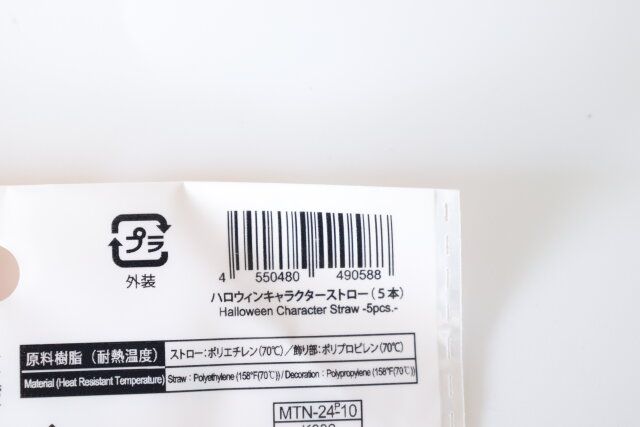 プラ
外装
4 550480 490588
ハロウィンキャラクターストロー（5本）
Halloween Character Straw -5pcs.-
原料樹脂（耐熱温度） ストロー：ポリエチレン（70℃）／飾り部：ポリプロピレン（70℃）
Material (Heat Resistant Temperature) Straw : Polyethylene (158℉(70℃)) / Decoration : Polypropylene (158℉(70℃))
MTN-24-P-10